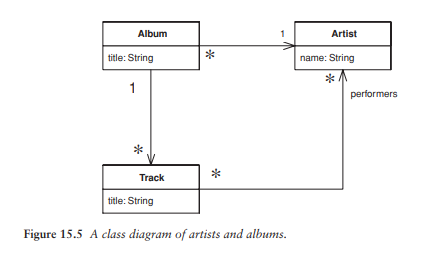 Album
title: String
*
1
Artist
name: String
*
performers
1
*
Track
title: String
*
Figure 15.5 A class diagram of artists and albums.